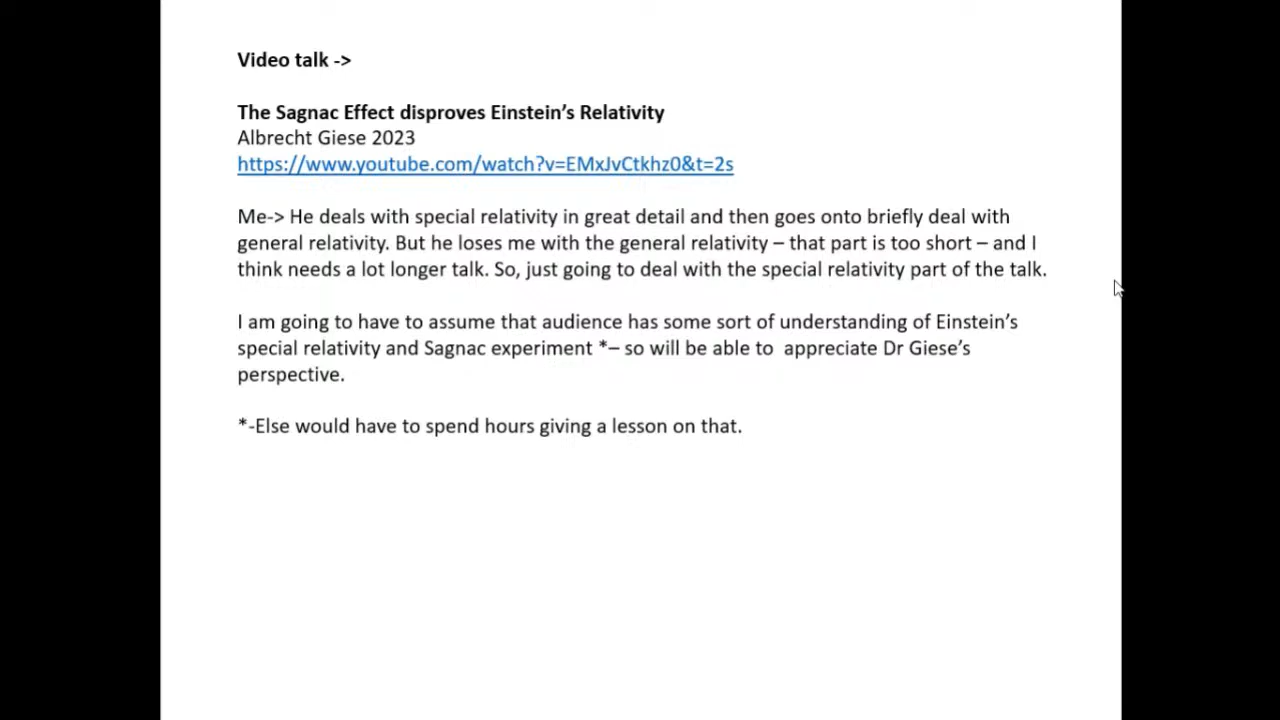 Video talk ->
The Sagnac Effect disproves Einstein's Relativity
Albrecht Giese 2023
https://www.youtube.com/watch?v=EMxJvCtkhz0&t=2s
Me-> He deals with special relativity in great detail and then goes onto briefly deal with
general relativity. But he loses me with the general relativity – that part is too short – and I
think needs a lot longer talk. So, just going to deal with the special relativity part of the talk.
I am going to have to assume that audience has some sort of understanding of Einstein's
special relativity and Sagnac experiment *– so will be able to  appreciate Dr Giese's
perspective.
*-Else would have to spend hours giving a lesson on that.